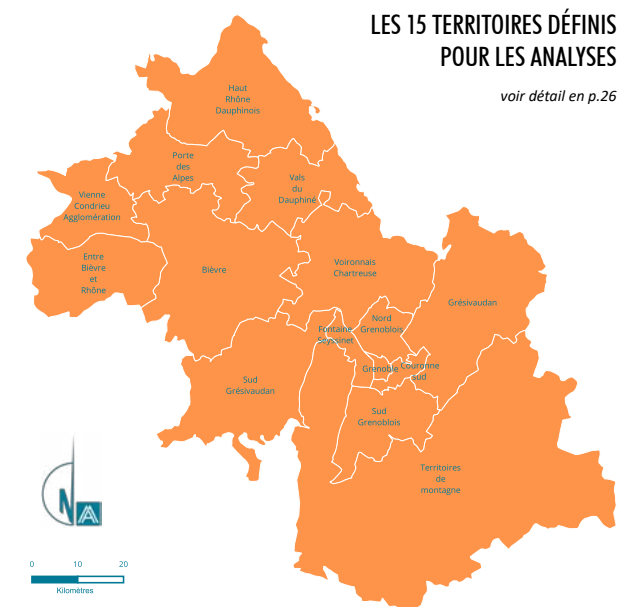 LES 15 TERRITOIRES DÉFINIS
POUR LES ANALYSES
voir détail en p.26
Haut
Rhône
Dauphinois
Porte
des
Alpes
Vals
du
Dauphiné
Vienne
Condrieu
Agglomération
Entre
Bièvre
et
Rhône
Bièvre
Voironnais
Chartreuse
Grésivaudan
Nord
Grenoblois
Fontaine
Seyssinet
Grenoble
Couronne
Sud
Sud
Grésivaudan
Sud
Grenoblois
Territoires
de
montagne
N
0 10 20
Kilomètres